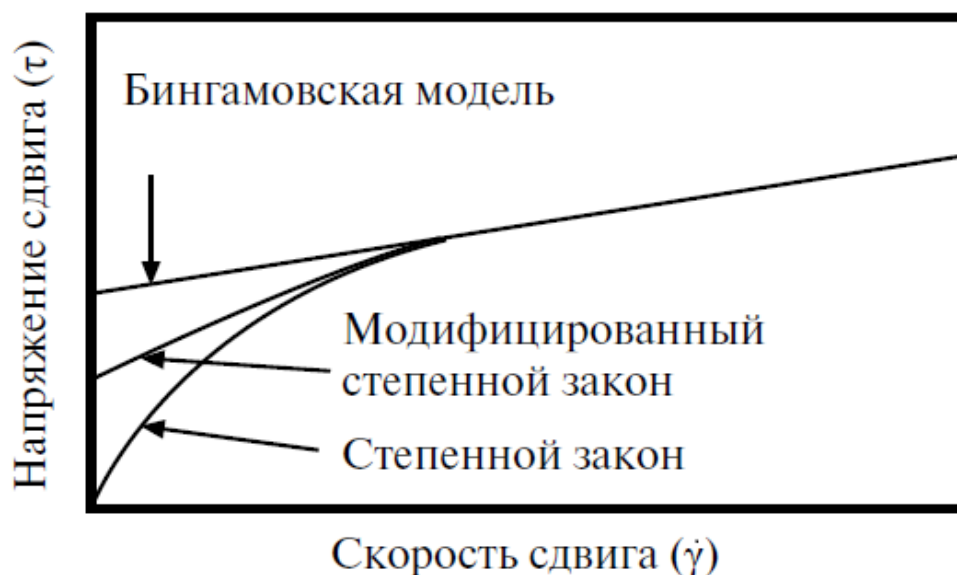 Напряжение сдвига (τ)
Бингамовская модель
Модифицированный
степенной закон
Степенной закон
Скорость сдвига (γ̇)